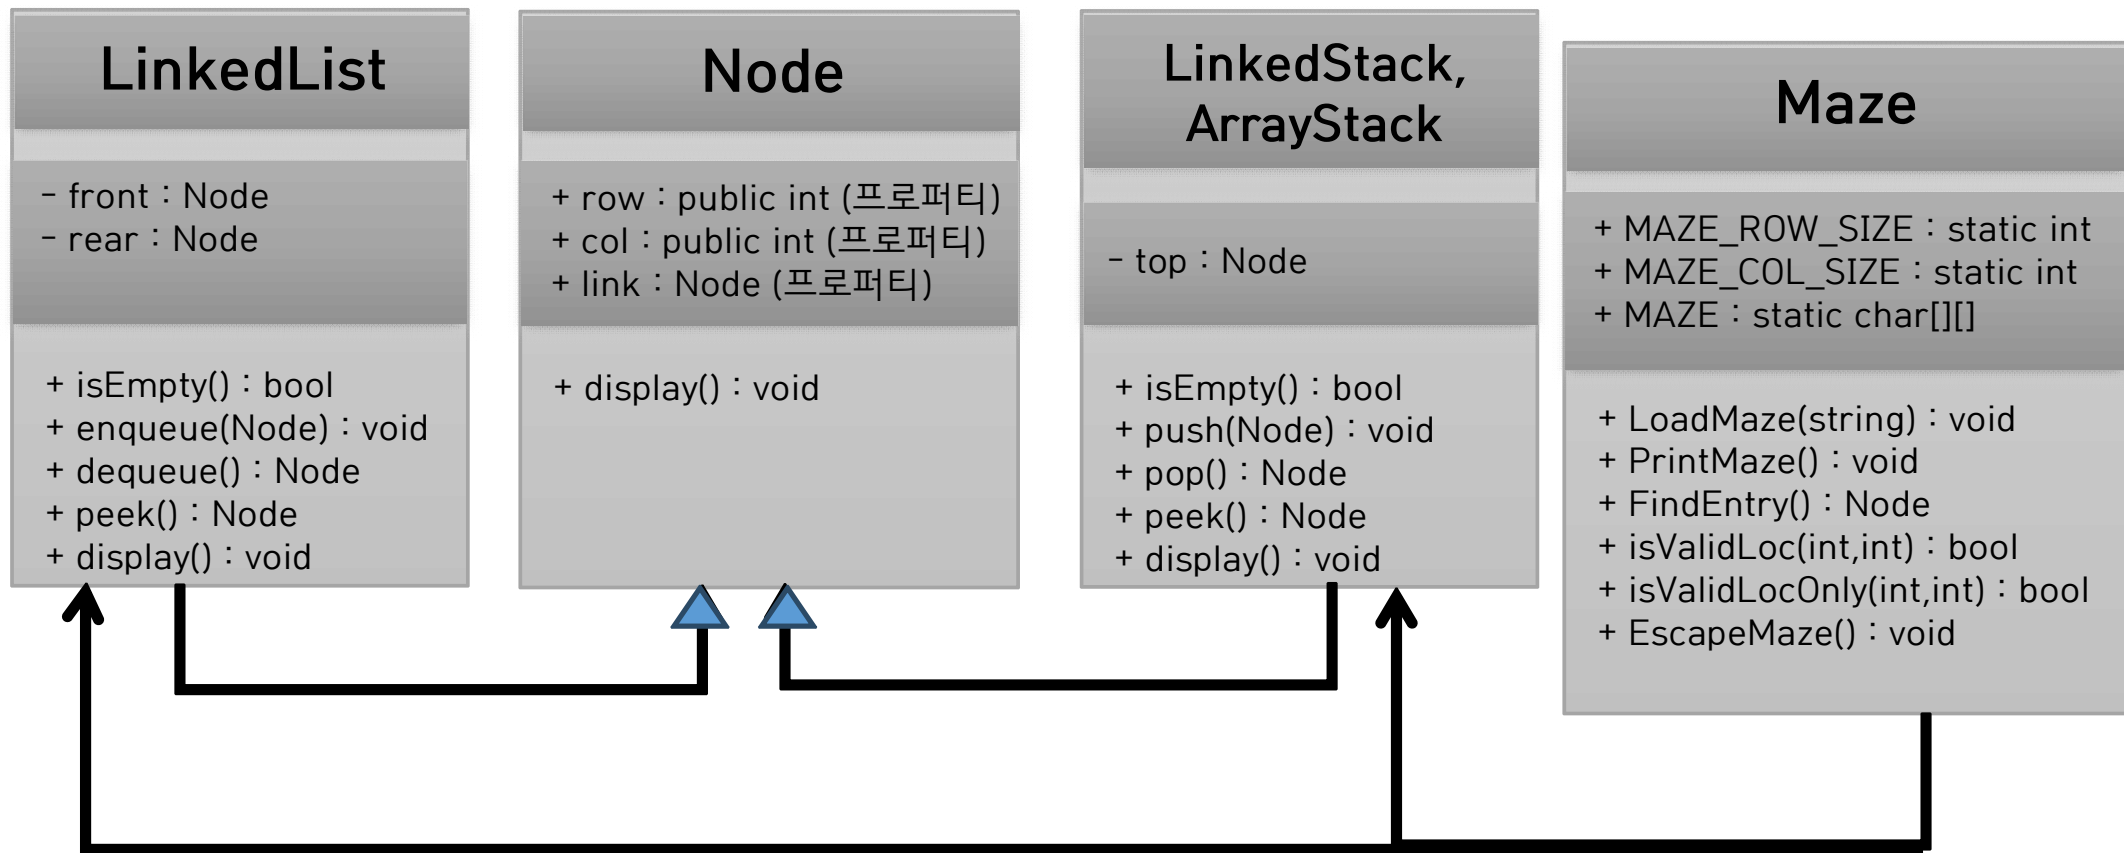 LinkedList
- front : Node
- rear : Node
+ isEmpty() : bool
+ enqueue(Node) : void
+ dequeue() : Node
+ peek() : Node
+ display() : void
Node
+ row : public int (프로퍼티)
+ col : public int (프로퍼티)
+ link : Node (프로퍼티)
+ display() : void
LinkedStack,
ArrayStack
- top : Node
+ isEmpty() : bool
+ push(Node) : void
+ pop() : Node
+ peek() : Node
+ display() : void
Maze
+ MAZE_ROW_SIZE : static int
+ MAZE_COL_SIZE : static int
+ MAZE : static char[][]
+ LoadMaze(string) : void
+ PrintMaze() : void
+ FindEntry() : Node
+ isValidLoc(int,int) : bool
+ isValidLocOnly(int,int) : bool
+ EscapeMaze() : void